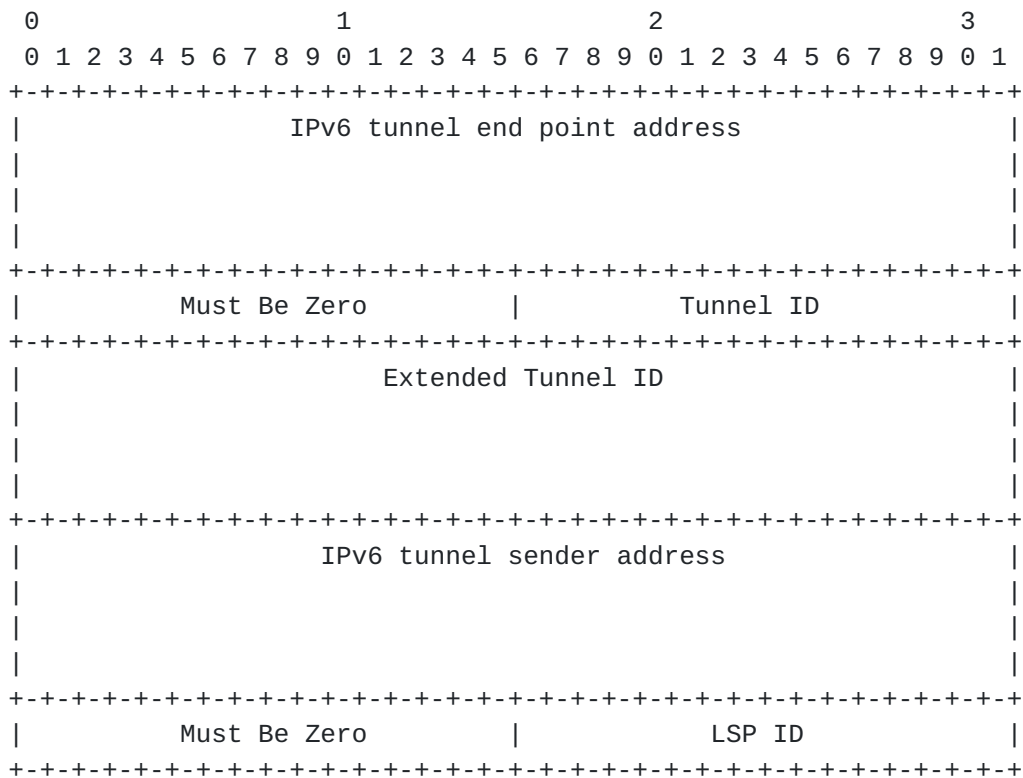 0                   1                   2                   3
 0 1 2 3 4 5 6 7 8 9 0 1 2 3 4 5 6 7 8 9 0 1 2 3 4 5 6 7 8 9 0 1
+-+-+-+-+-+-+-+-+-+-+-+-+-+-+-+-+-+-+-+-+-+-+-+-+-+-+-+-+-+-+-+-+
|                 IPv6 tunnel end point address                 |
|                                                               |
|                                                               |
|                                                               |
+-+-+-+-+-+-+-+-+-+-+-+-+-+-+-+-+-+-+-+-+-+-+-+-+-+-+-+-+-+-+-+-+
|          Must Be Zero         |          Tunnel ID            |
+-+-+-+-+-+-+-+-+-+-+-+-+-+-+-+-+-+-+-+-+-+-+-+-+-+-+-+-+-+-+-+-+
|                       Extended Tunnel ID                      |
|                                                               |
|                                                               |
|                                                               |
+-+-+-+-+-+-+-+-+-+-+-+-+-+-+-+-+-+-+-+-+-+-+-+-+-+-+-+-+-+-+-+-+
|                   IPv6 tunnel sender address                  |
|                                                               |
|                                                               |
|                                                               |
+-+-+-+-+-+-+-+-+-+-+-+-+-+-+-+-+-+-+-+-+-+-+-+-+-+-+-+-+-+-+-+-+
|          Must Be Zero         |            LSP ID             |
+-+-+-+-+-+-+-+-+-+-+-+-+-+-+-+-+-+-+-+-+-+-+-+-+-+-+-+-+-+-+-+-+